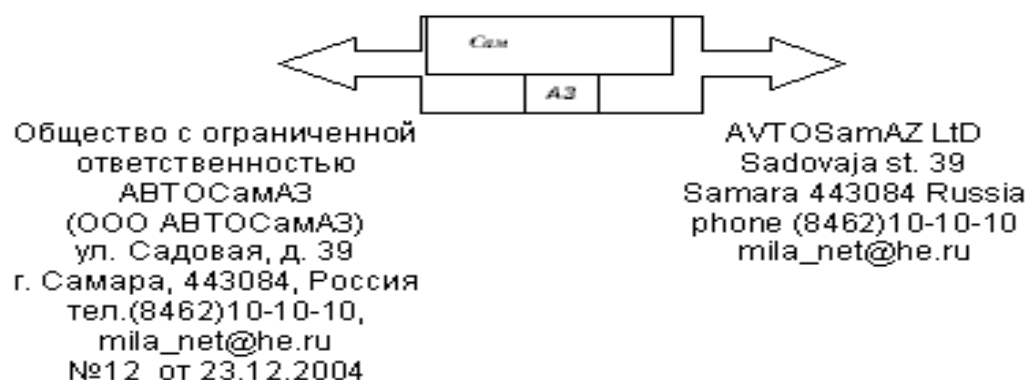 Сам
АЗ
Общество с ограниченной
ответственностью
АВТОСамАЗ
(ООО АВТОСамАЗ)
ул. Садовая, д. 39
г. Самара, 443084, Россия
тел.(8462)10-10-10,
mila_net@he.ru
№12 от 23.12.2004
AVTOSamAZ LtD
Sadovaja st. 39
Samara 443084 Russia
phone (8462)10-10-10
mila_net@he.ru